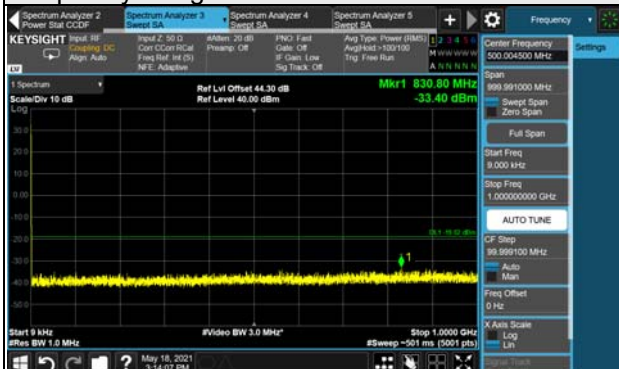 Spectrum Analyzer 2
Power Stat CCDF
Spectrum Analyzer 3
Swept SA
Spectrum Analyzer 4
Swept SA
Spectrum Analyzer 5
Swept SA
+
Frequency
KEYSIGHT
Input: RF
Coupling: DC
Align: Auto
Input Z: 50 Ω
Corr CCorr RCal
Freq Ref: Int (S)
NFE: Adaptive
#Atten: 20 dB
Preamp: Off
PNO: Fast
Gate: Off
IF Gain: Low
Sig Track: Off
Avg Type: Power (RMS)
Avg|Hold:>100/100
Trig: Free Run
1 2 3 4 5 6
M W W W W W
A N N N N N
1 Spectrum
Scale/Div 10 dB
Log
Ref Lvl Offset 44.30 dB
Ref Level 40.00 dBm
Mkr1 830.80 MHz
-33.40 dBm
30.0
20.0
10.0
0.00
-10.0
-20.0
-30.0
-40.0
-50.0
1
Start 9 kHz
#Res BW 1.0 MHz
#Video BW 3.0 MHz*
Stop 1.0000 GHz
#Sweep ~501 ms (5001 pts)
May 18, 2021
3:14:07 PM
Center Frequency
500.004500 MHz
Settings
Span
999.991000 MHz
Swept Span
Zero Span
Full Span
Start Freq
9.000 kHz
Stop Freq
1.000000000 GHz
AUTO TUNE
CF Step
99.999100 MHz
Auto
Man
Freq Offset
0 Hz
X Axis Scale
Log
Lin
Signal Track